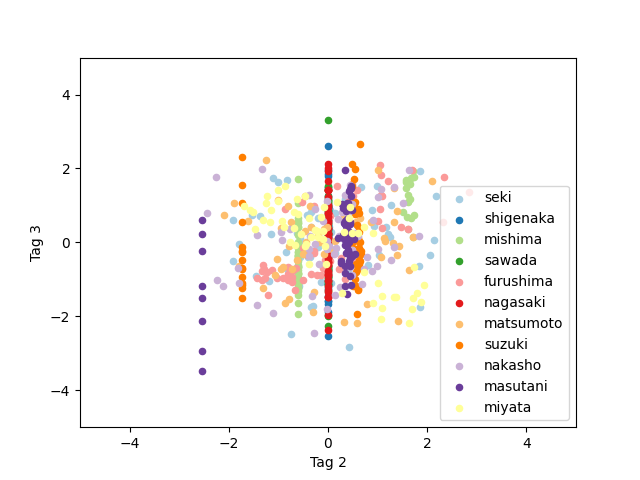 Tag 3
4
2
0
−2
−4
−4
−2
0
2
4
Tag 2
seki
shigenaka
mishima
sawada
furushima
nagasaki
matsumoto
suzuki
nakasho
masutani
miyata